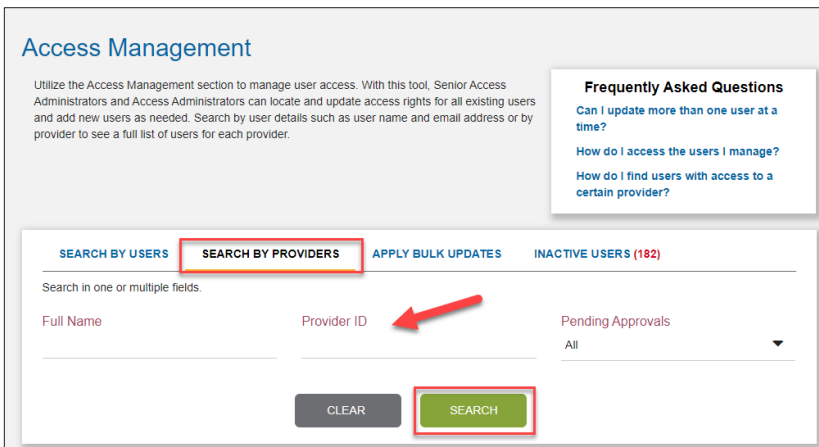 Access Management
Utilize the Access Management section to manage user access. With this tool, Senior Access
Administrators and Access Administrators can locate and update access rights for all existing users
and add new users as needed. Search by user details such as user name and email address or by
provider to see a full list of users for each provider.
Frequently Asked Questions
Can I update more than one user at a
time?
How do I access the users I manage?
How do I find users with access to a
certain provider?
SEARCH BY USERS SEARCH BY PROVIDERS APPLY BULK UPDATES INACTIVE USERS (182)
Search in one or multiple fields.
Full Name Provider ID Pending Approvals
All
CLEAR SEARCH